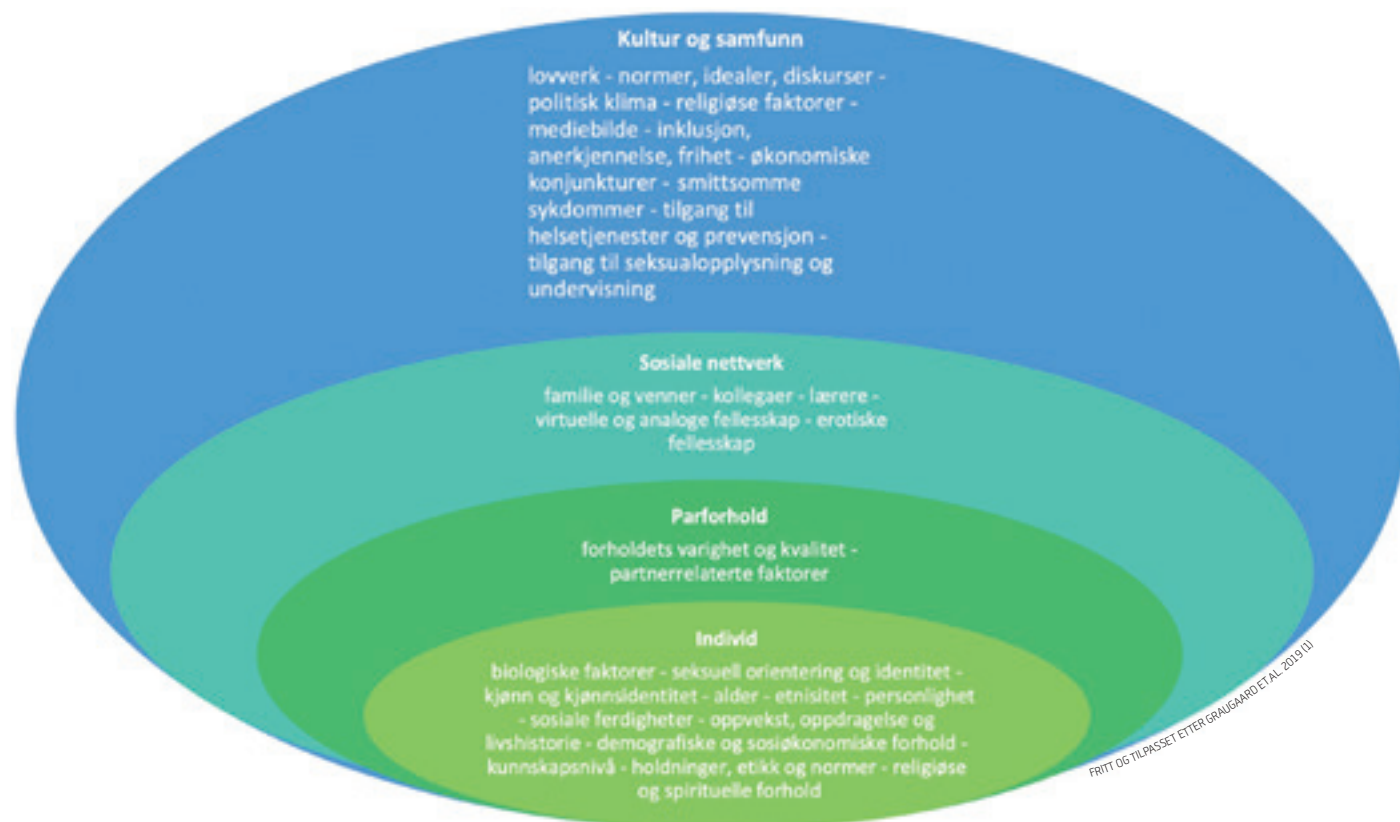 Kultur og samfunn
lovverk - normer, idealer, diskurser -
politisk klima - religiøse faktorer -
mediebilde - inklusjon,
anerkjennelse, frihet - økonomiske
konjunkturer - smittsomme
sykdommer - tilgang til
helsetjenester og prevensjon -
tilgang til seksualopplysning og
undervisning
Sosiale nettverk
familie og venner - kollegaer - lærere -
virtuelle og analoge fellesskap - erotiske
fellesskap
Parforhold
forholdets varighet og kvalitet -
partnerrelaterte faktorer
Individ
biologiske faktorer - seksuell orientering og identitet -
kjønn og kjønnsidentitet - alder - etnisitet - personlighet
- sosiale ferdigheter - oppvekst, oppdragelse og
livshistorie - demografiske og sosiøkonomiske forhold -
kunnskapsnivå - holdninger, etikk og normer - religiøse
og spirituelle forhold
FRITT OG TILPASSET ETTER GRAUGAARD ET AL. 2019 (1)